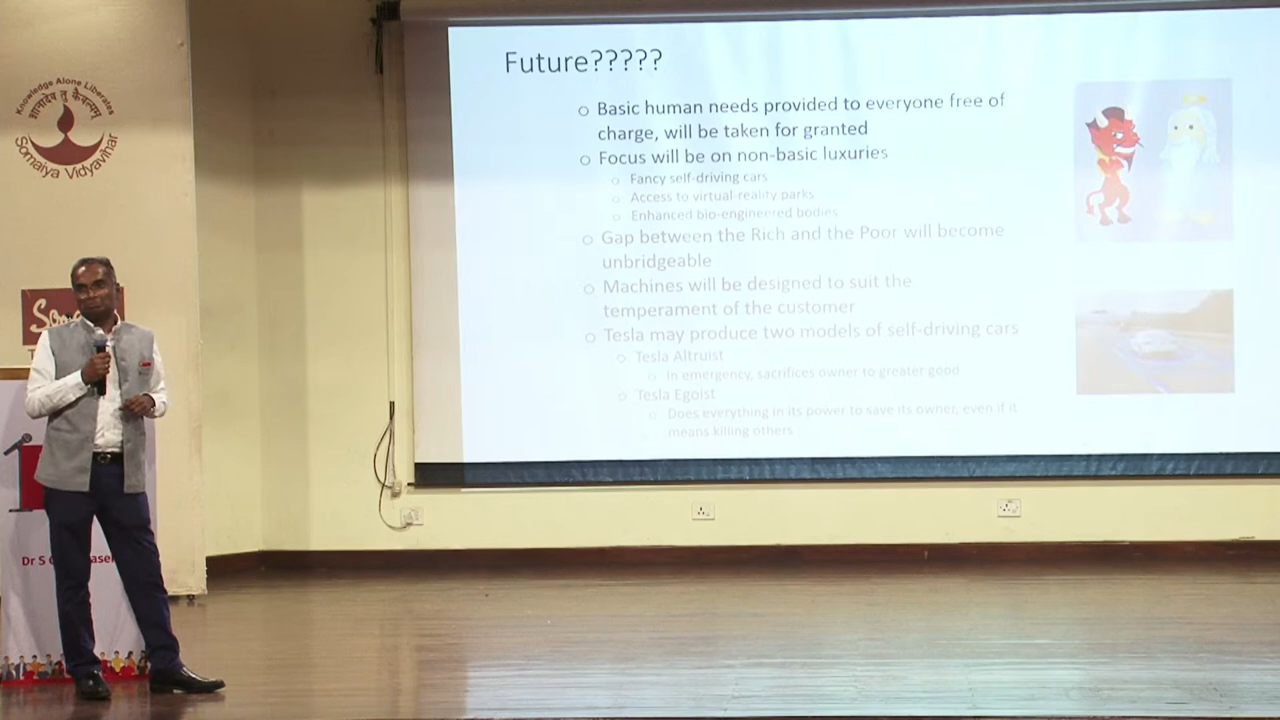 Future?????
Basic human needs provided to everyone free of
charge, will be taken for granted
Focus will be on non-basic luxuries
Fancy self-driving cars
Access to virtual-reality parks
Enhanced bio-engineered bodies
Gap between the Rich and the Poor will become
unbridgeable
Machines will be designed to suit the
temperament of the customer
Tesla may produce two models of self-driving cars
Tesla Altruist
In emergency, sacrifices owner to greater good
Tesla Egoist
Does everything in its power to save its owner, even if it
means killing others
Knowledge Alone Liberates
Somaiya Vidyavihar
Dr S